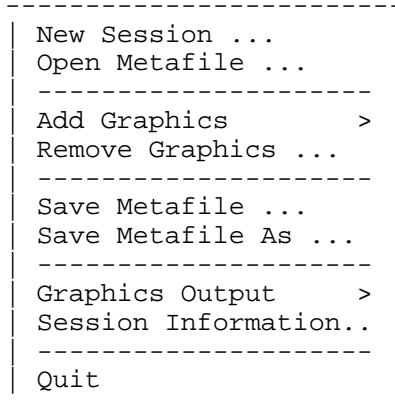 -------------------------
| New Session ...
| Open Metafile ...
| ---------------------
| Add Graphics        >
| Remove Graphics ...
| ---------------------
| Save Metafile ...
| Save Metafile As ...
| ---------------------
| Graphics Output     >
| Session Information..
| ---------------------
| Quit